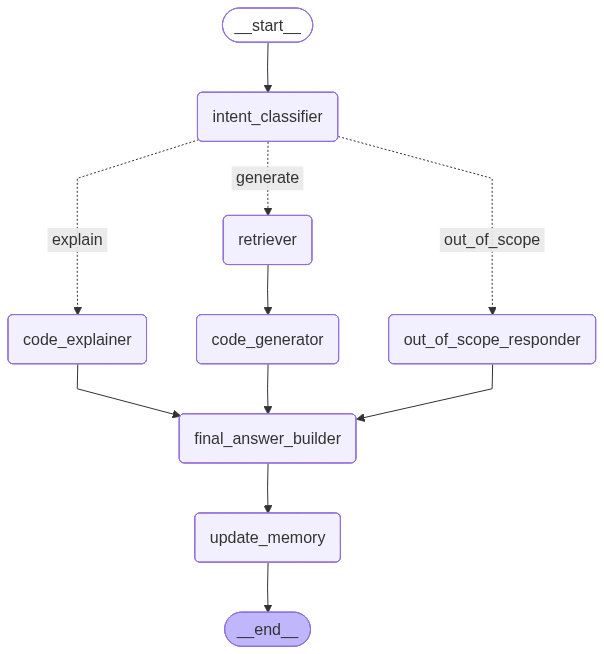 __start__
intent_classifier
generate
retriever
explain
out_of_scope
code_explainer
code_generator
out_of_scope_responder
final_answer_builder
update_memory
__end__